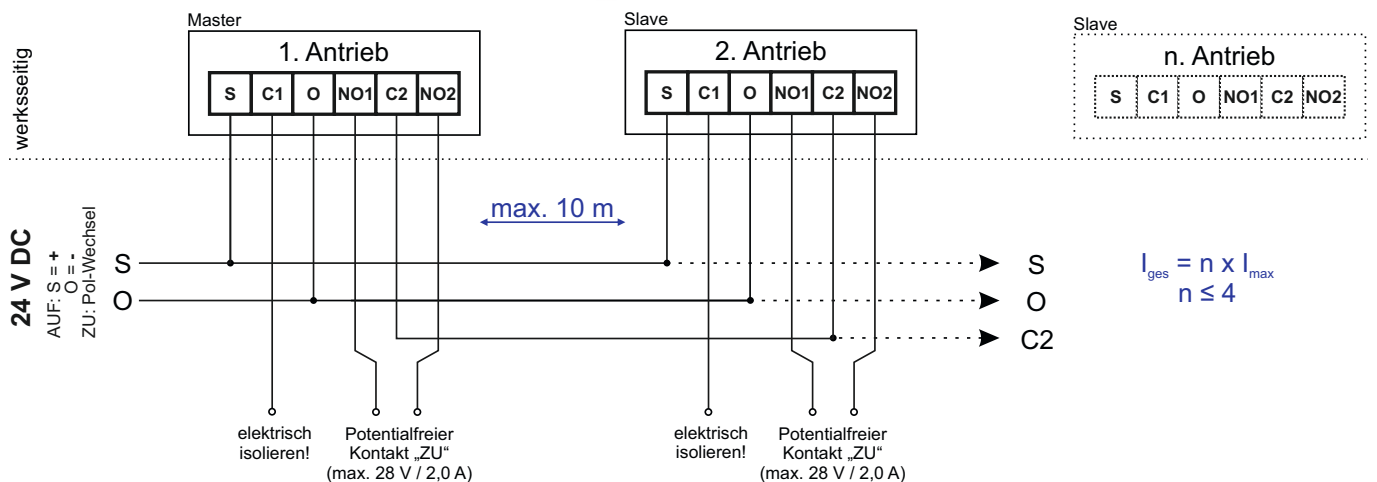 werksseitig
Master
1. Antrieb
S C1 O NO1 C2 NO2
Slave
2. Antrieb
S C1 O NO1 C2 NO2
Slave
n. Antrieb
S C1 O NO1 C2 NO2
24 V DC
AUF: S = +
O = -
ZU: Pol-Wechsel
S
O
max. 10 m
S
O
C2
I_ges = n x I_max
n ≤ 4
elektrisch
isolieren!
Potentialfreier
Kontakt „ZU“
(max. 28 V / 2,0 A)
elektrisch
isolieren!
Potentialfreier
Kontakt „ZU“
(max. 28 V / 2,0 A)